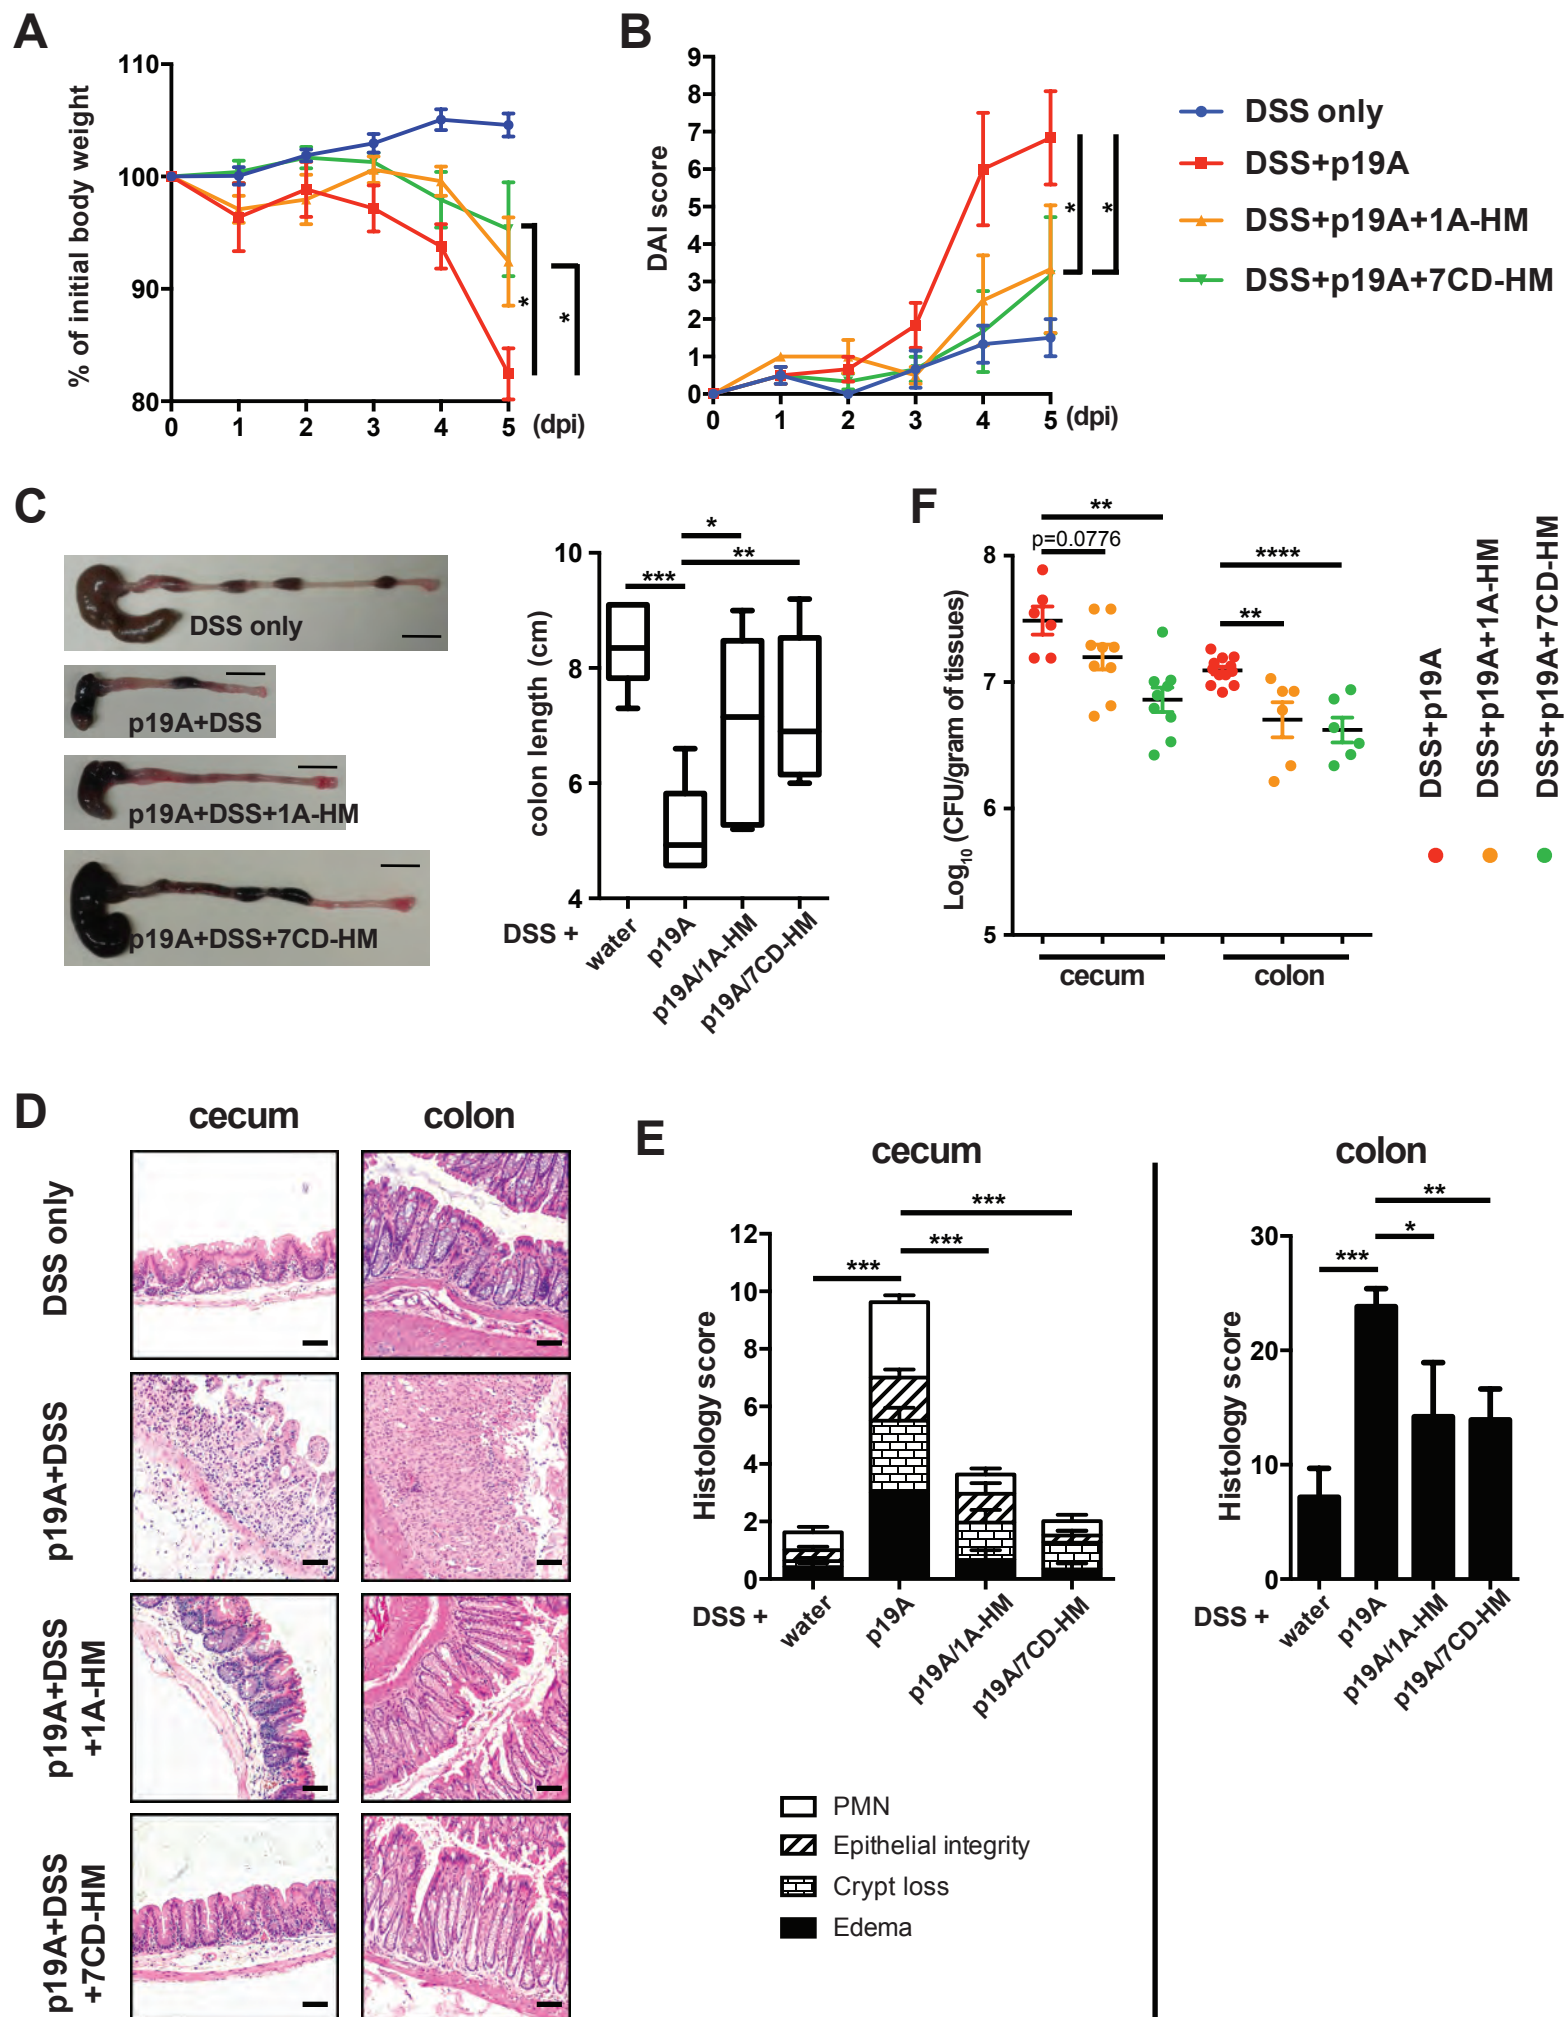 A
% of initial body weight
110
100
90
80
0 1 2 3 4 5 (dpi)
*
*
B
DAI score
9
8
7
6
5
4
3
2
1
0
0 1 2 3 4 5 (dpi)
* *
DSS only
DSS+p19A
DSS+p19A+1A-HM
DSS+p19A+7CD-HM
C
DSS only
p19A+DSS
p19A+DSS+1A-HM
p19A+DSS+7CD-HM
colon length (cm)
10
8
6
4
*
**
***
DSS +
water
p19A
p19A/1A-HM
p19A/7CD-HM
F
Log10 (CFU/gram of tissues)
8
7
6
5
**
p=0.0776
****
**
cecum colon
DSS+p19A
DSS+p19A+1A-HM
DSS+p19A+7CD-HM
D
cecum colon
DSS only
p19A+DSS
p19A+DSS
+1A-HM
p19A+DSS
+7CD-HM
E
cecum
Histology score
12
10
8
6
4
2
0
***
***
***
DSS +
water
p19A
p19A/1A-HM
p19A/7CD-HM
PMN
Epithelial integrity
Crypt loss
Edema
colon
Histology score
30
20
10
0
**
*
***
DSS +
water
p19A
p19A/1A-HM
p19A/7CD-HM